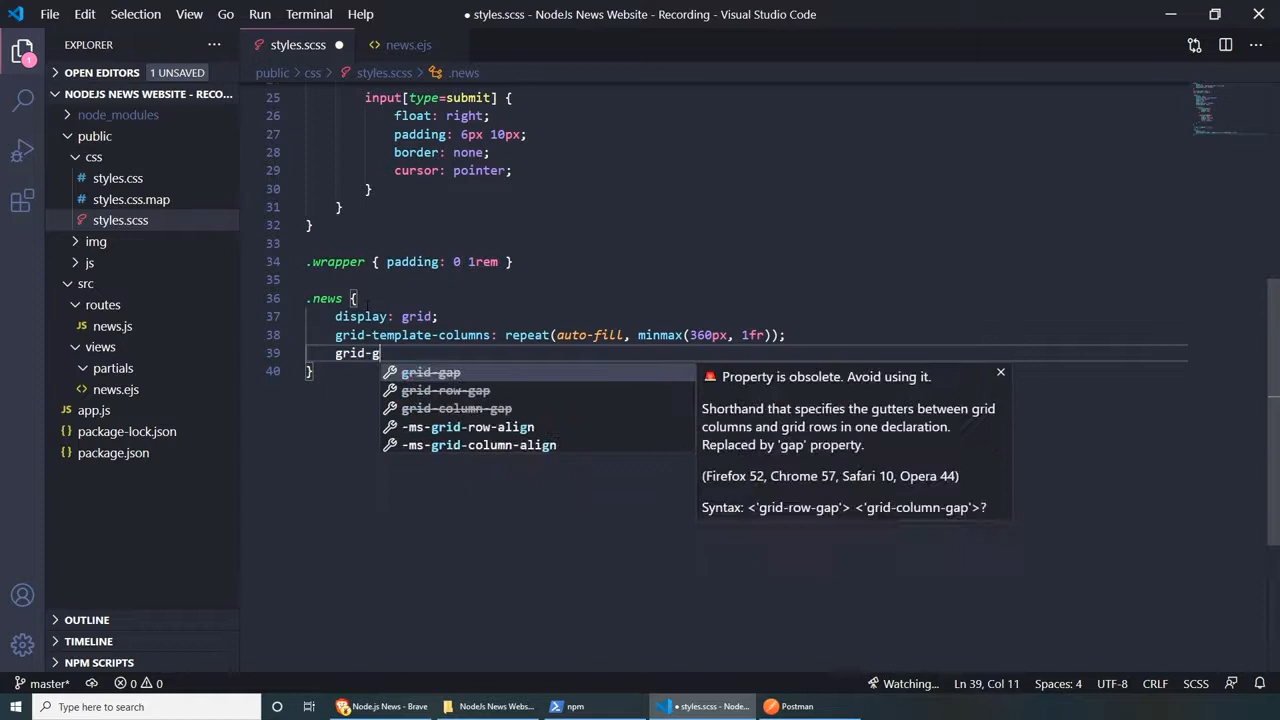 File Edit Selection View Go Run Terminal Help
● styles.scss - NodeJs News Website - Recording - Visual Studio Code
EXPLORER
OPEN EDITORS 1 UNSAVED
NODEJS NEWS WEBSITE - RECO...
node_modules
public
css
styles.css
styles.css.map
styles.scss
img
js
src
routes
news.js
views
partials
news.ejs
app.js
package-lock.json
package.json
OUTLINE
TIMELINE
NPM SCRIPTS
styles.scss
news.ejs
public > css > styles.scss > .news
25 input[type=submit] {
26 float: right;
27 padding: 6px 10px;
28 border: none;
29 cursor: pointer;
30 }
31 }
32 }
33
34 .wrapper { padding: 0 1rem }
35
36 .news {
37 display: grid;
38 grid-template-columns: repeat(auto-fill, minmax(360px, 1fr));
39 grid-g
40 }
grid-gap
grid-row-gap
grid-column-gap
-ms-grid-row-align
-ms-grid-column-align
🚨 Property is obsolete. Avoid using it.
Shorthand that specifies the gutters between grid
columns and grid rows in one declaration.
Replaced by 'gap' property.
(Firefox 52, Chrome 57, Safari 10, Opera 44)
Syntax: <'grid-row-gap'> <'grid-column-gap'>?
1
master* 0 0
Watching... Ln 39, Col 11 Spaces: 4 UTF-8 CRLF SCSS
Type here to search
Node.js News - Brave
NodeJs News Webs...
npm
● styles.scss - Node...
Postman